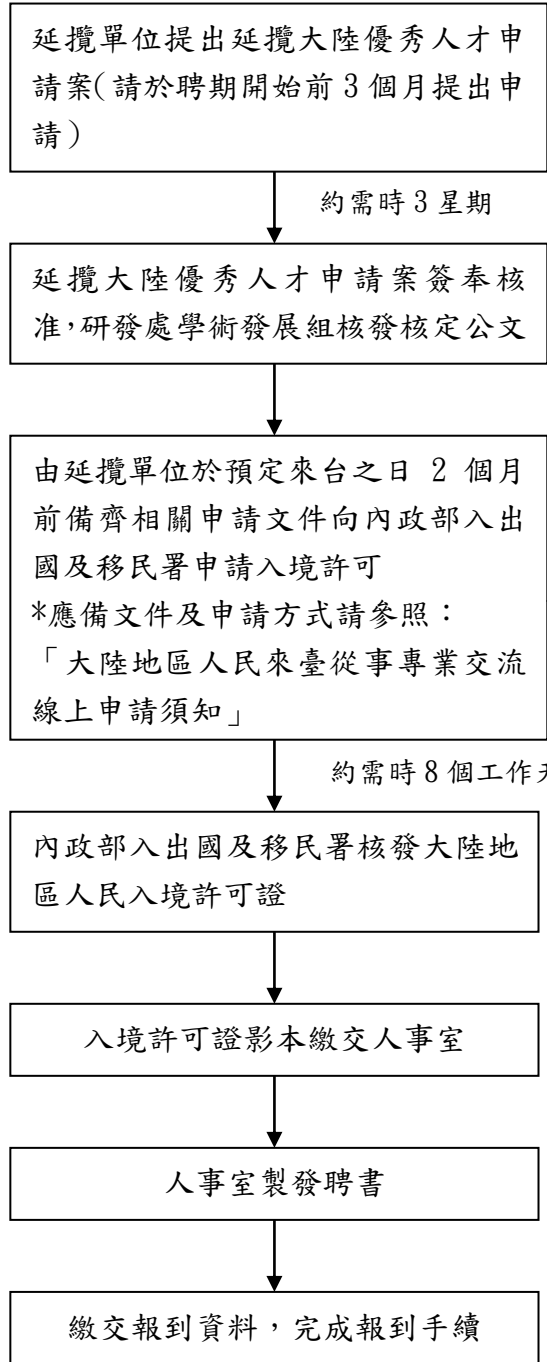 延攬單位提出延攬大陸優秀人才申
請案(請於聘期開始前3個月提出申
請)
約需時3星期
延攬大陸優秀人才申請案簽奉核
准,研發處學術發展組核發核定公文
由延攬單位於預定來台之日 2 個月
前備齊相關申請文件向內政部入出
國及移民署申請入境許可
*應備文件及申請方式請參照：
「大陸地區人民來臺從事專業交流
線上申請須知」
約需時8個工作天
內政部入出國及移民署核發大陸地
區人民入境許可證
入境許可證影本繳交人事室
人事室製發聘書
繳交報到資料，完成報到手續